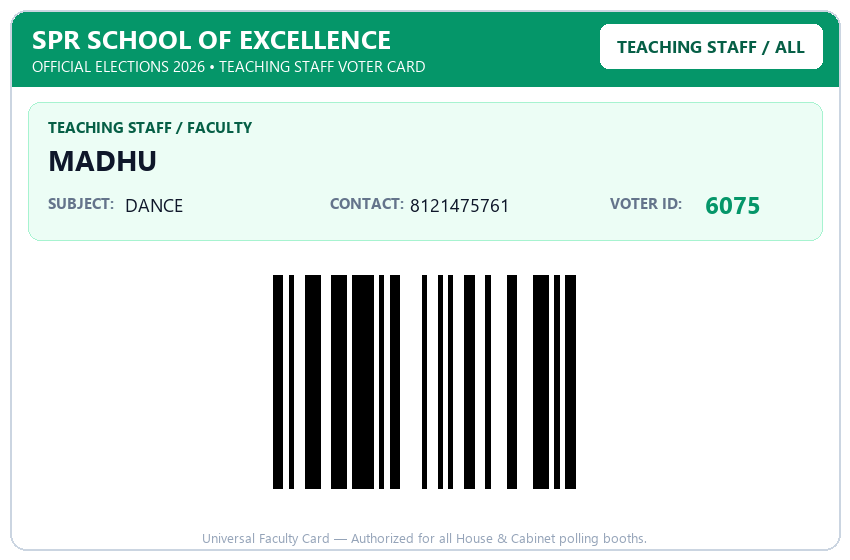 SPR SCHOOL OF EXCELLENCE
OFFICIAL ELECTIONS 2026 • TEACHING STAFF VOTER CARD
TEACHING STAFF / ALL
TEACHING STAFF / FACULTY
MADHU
SUBJECT: DANCE CONTACT: 8121475761 VOTER ID: 6075
Universal Faculty Card — Authorized for all House & Cabinet polling booths.